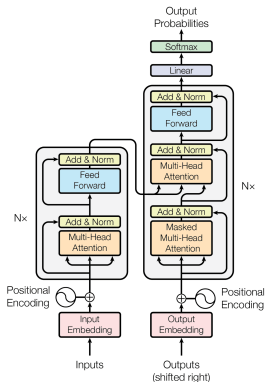 Output
Probabilities
Softmax
Linear
Add & Norm
Feed
Forward
Add & Norm
Multi-Head
Attention
Add & Norm
Masked
Multi-Head
Attention
N×
Add & Norm
Feed
Forward
Add & Norm
Multi-Head
Attention
N×
Positional
Encoding
Positional
Encoding
Input
Embedding
Output
Embedding
Inputs
Outputs
(shifted right)